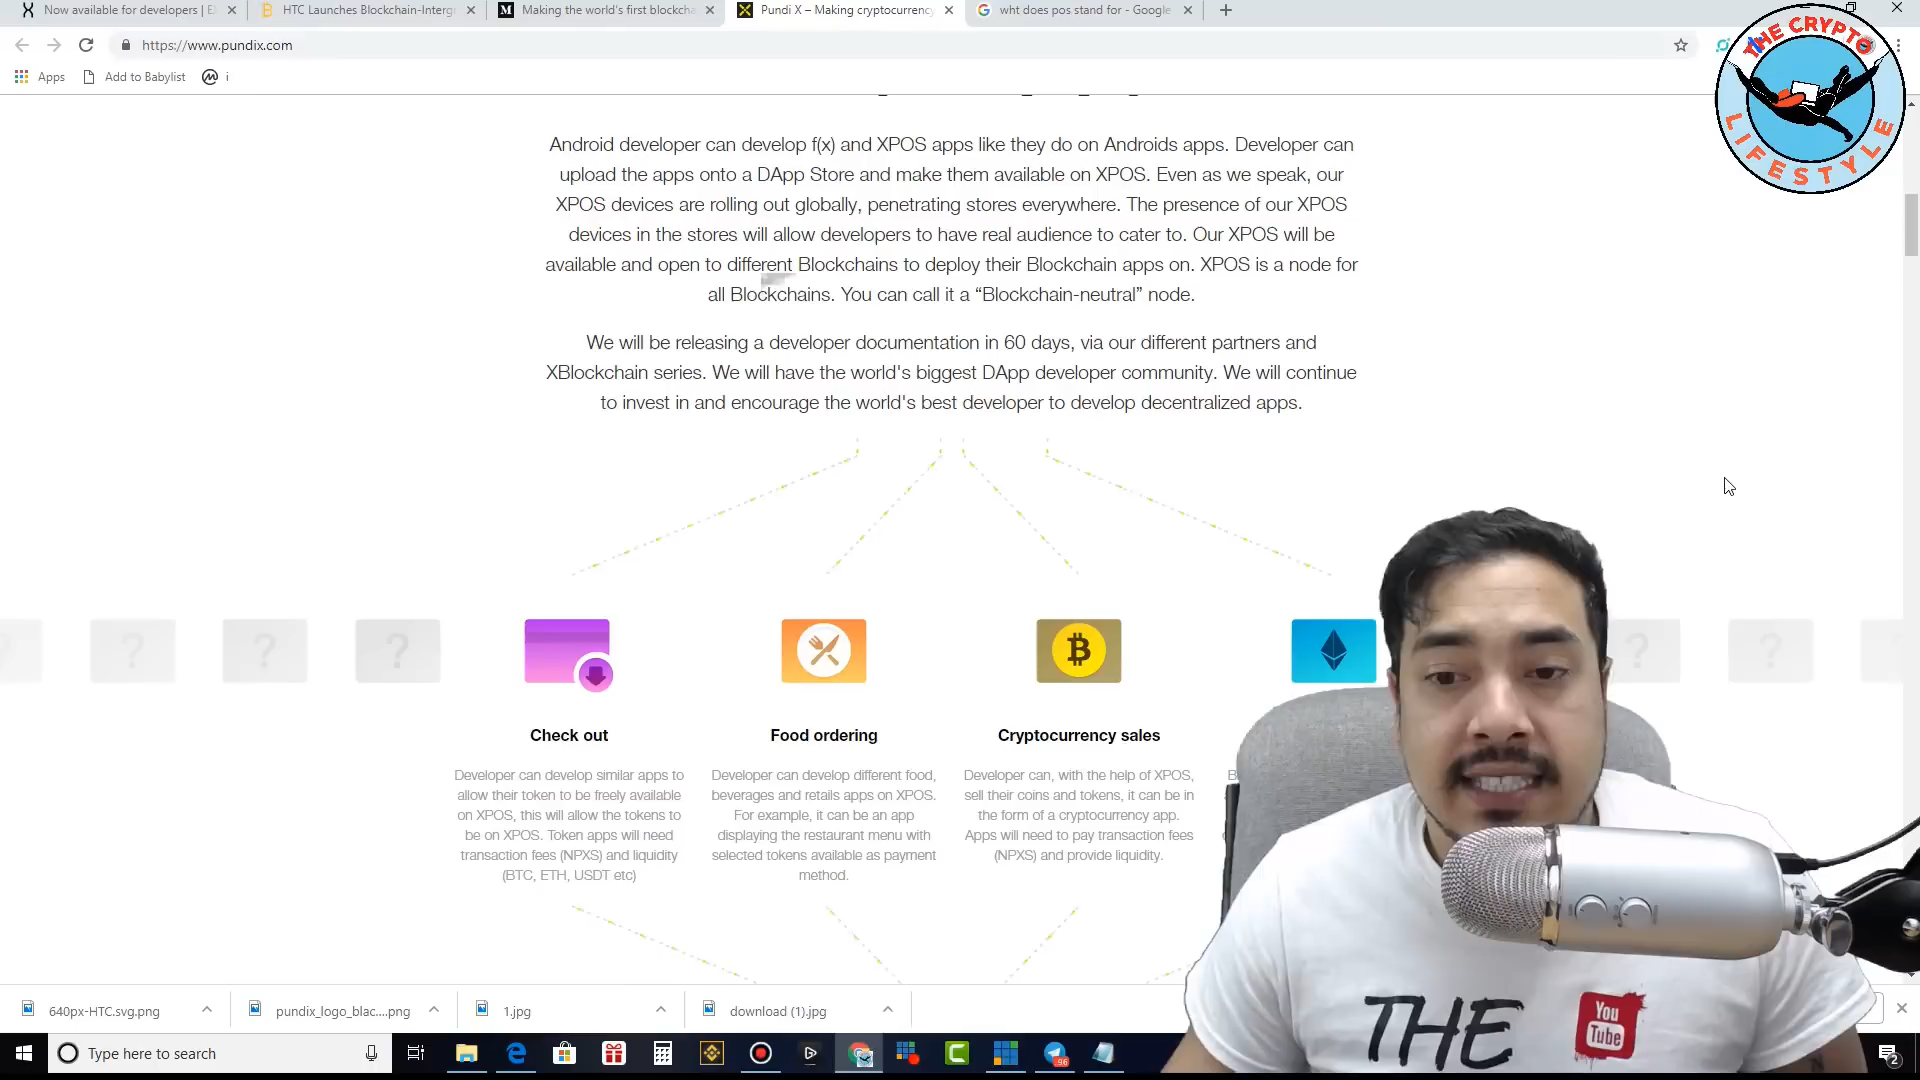 Now available for developers | E
HTC Launches Blockchain-Intergr
Making the world's first blockcha
Pundi X – Making cryptocurrency
wht does pos stand for - Google
https://www.pundix.com
Apps
Add to Babylist
i
THE CRYPTO
LIFESTYLE
Android developer can develop f(x) and XPOS apps like they do on Androids apps. Developer can
upload the apps onto a DApp Store and make them available on XPOS. Even as we speak, our
XPOS devices are rolling out globally, penetrating stores everywhere. The presence of our XPOS
devices in the stores will allow developers to have real audience to cater to. Our XPOS will be
available and open to different Blockchains to deploy their Blockchain apps on. XPOS is a node for
all Blockchains. You can call it a “Blockchain-neutral” node.
We will be releasing a developer documentation in 60 days, via our different partners and
XBlockchain series. We will have the world's biggest DApp developer community. We will continue
to invest in and encourage the world's best developer to develop decentralized apps.
Check out
Developer can develop similar apps to
allow their token to be freely available
on XPOS, this will allow the tokens to
be on XPOS. Token apps will need
transaction fees (NPXS) and liquidity
(BTC, ETH, USDT etc)
Food ordering
Developer can develop different food,
beverages and retails apps on XPOS.
For example, it can be an app
displaying the restaurant menu with
selected tokens available as payment
method.
Cryptocurrency sales
Developer can, with the help of XPOS,
sell their coins and tokens, it can be in
the form of a cryptocurrency app.
Apps will need to pay transaction fees
(NPXS) and provide liquidity.
640px-HTC.svg.png
pundix_logo_blac....png
1.jpg
download (1).jpg
THE
You
Tube
Type here to search
96
2